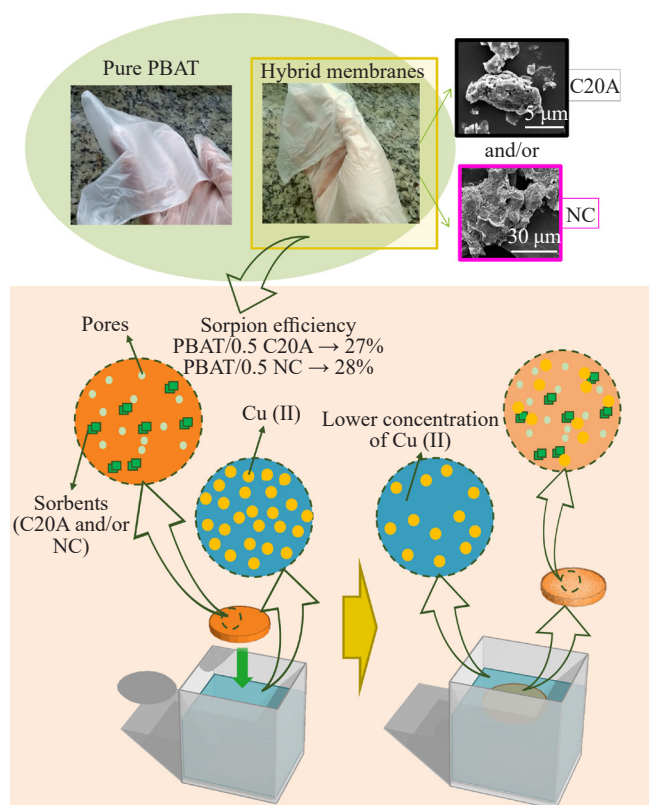 Pure PBAT
Hybrid membranes
C20A
5 μm
and/or
NC
30 μm
Pores
Sorpion efficiency
PBAT/0.5 C20A → 27%
PBAT/0.5 NC → 28%
Cu (II)
Lower concentration
of Cu (II)
Sorbents
(C20A and/or
NC)